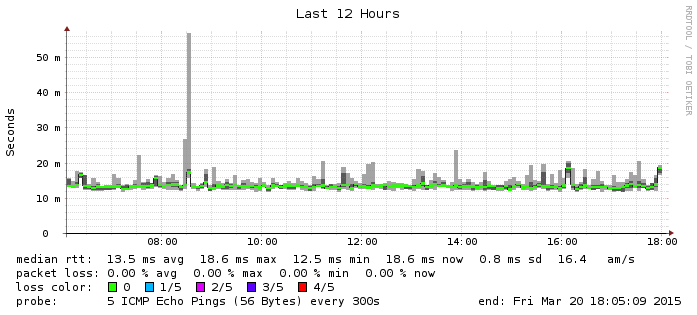 Last 12 Hours
RRDTOOL / TOBI OETIKER
Seconds
50 m
40 m
30 m
20 m
10 m
0
08:00 10:00 12:00 14:00 16:00 18:00
median rtt: 13.5 ms avg 18.6 ms max 12.5 ms min 18.6 ms now 0.8 ms sd 16.4 am/s
packet loss: 0.00 % avg 0.00 % max 0.00 % min 0.00 % now
loss color: 0 1/5 2/5 3/5 4/5
probe: 5 ICMP Echo Pings (56 Bytes) every 300s end: Fri Mar 20 18:05:09 2015